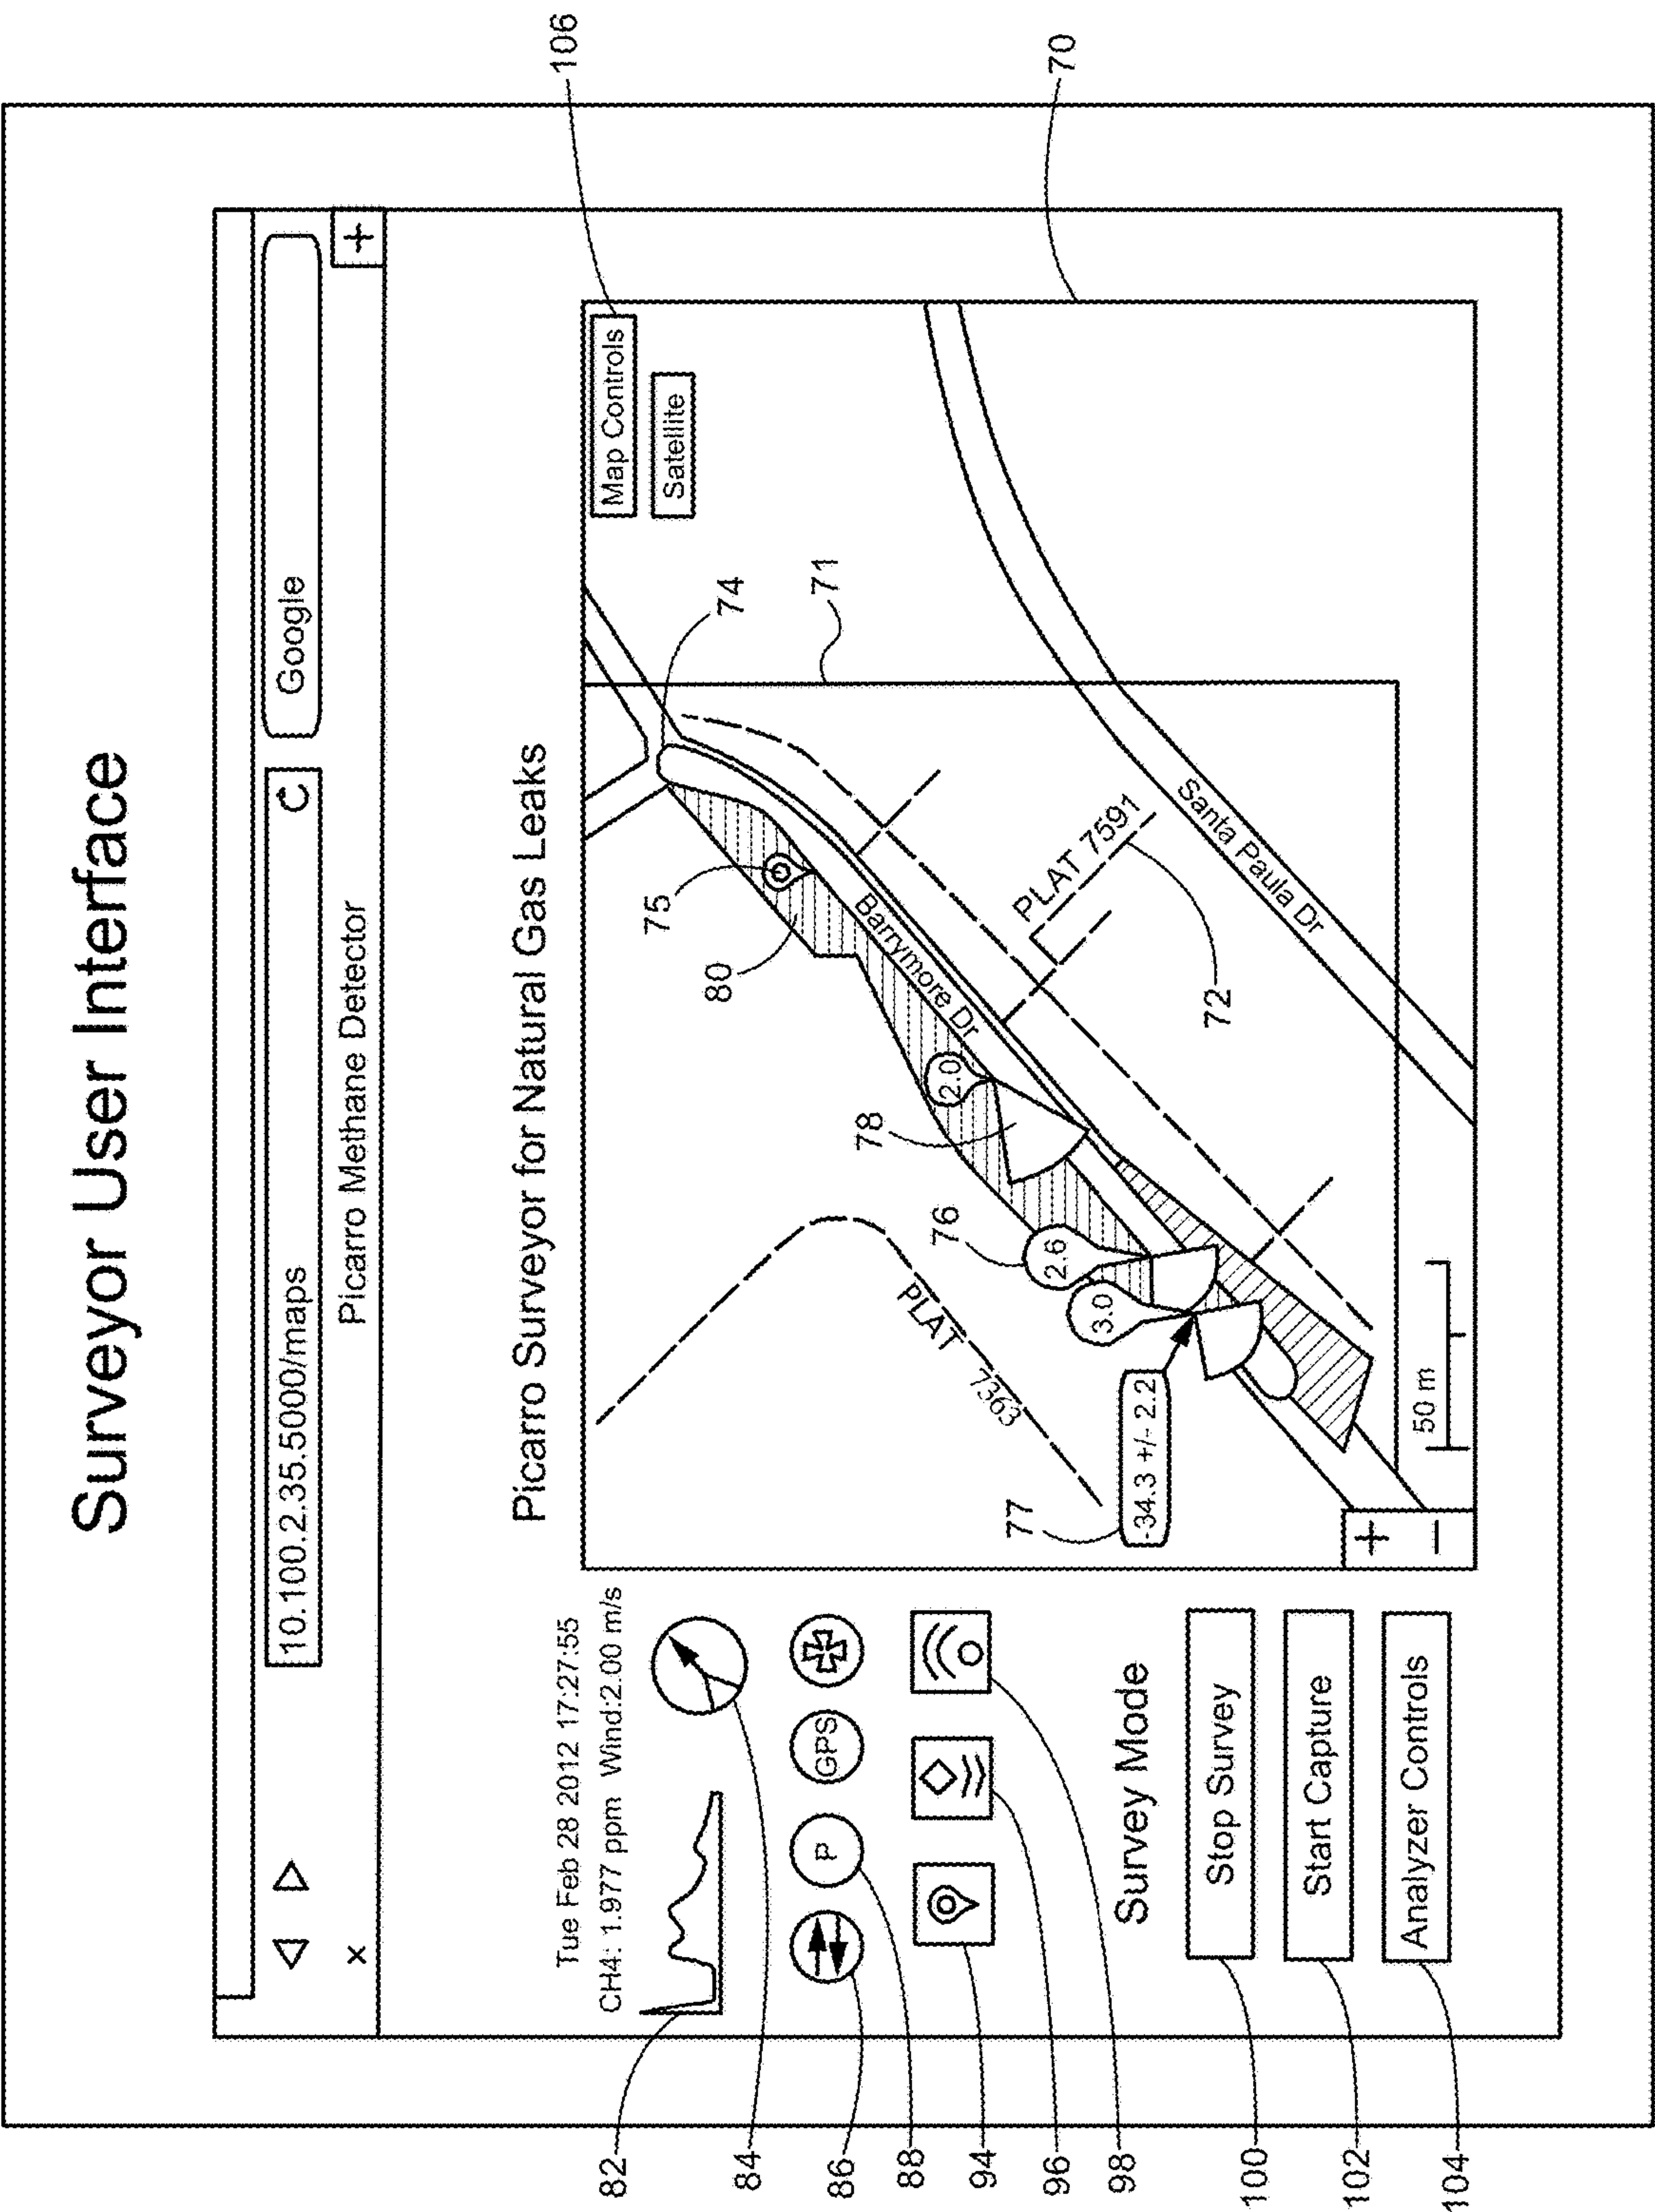 Surveyor User Interface
10.100.2.35.5000/maps
Google
× Picarro Methane Detector +
Picarro Surveyor for Natural Gas Leaks
Tue Feb 28 2012 17:27:55
CH4: 1.977 ppm Wind:2.00 m/s
P
GPS
Survey Mode
Stop Survey
Start Capture
Analyzer Controls
Map Controls
Satellite
Barrymore Dr
Santa Paula Dr
PLAT 7591
PLAT 7363
2.0
2.6
3.0
-34.3 +/- 2.2
50 m
+
−
106
70
74
71
75
80
78
76
72
77
82
84
86
88
94
96
98
100
102
104